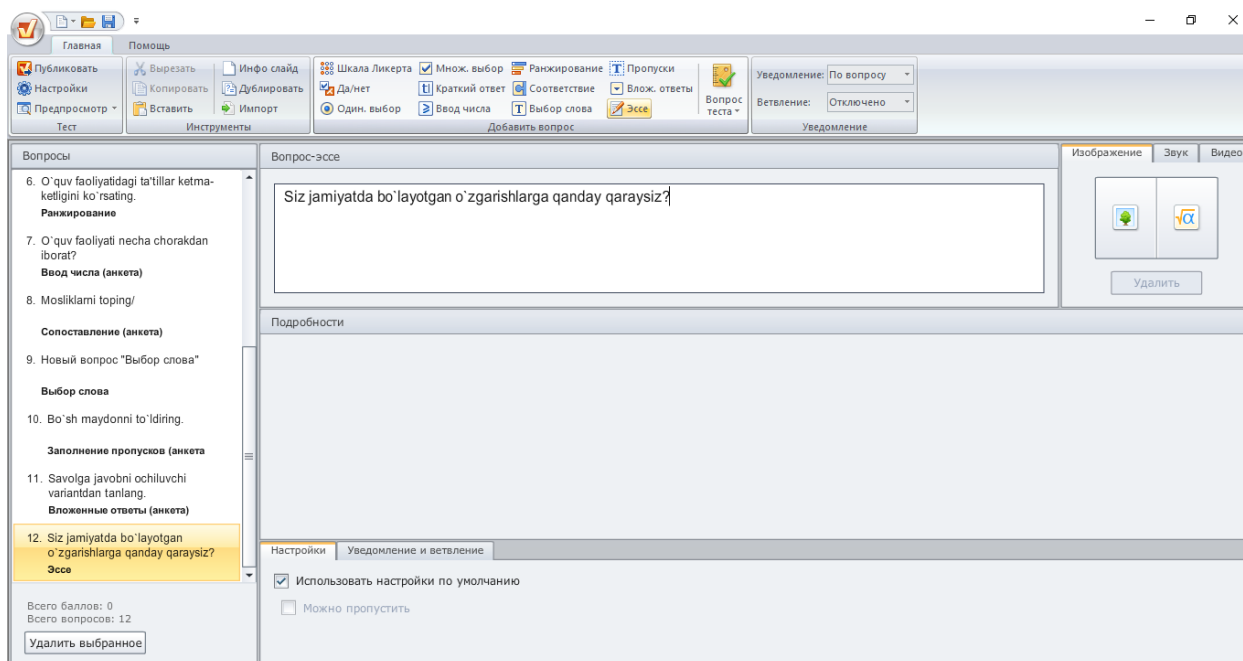 Главная Помощь
Публиковать Вырезать Инфо слайд Шкала Ликерта Множ. выбор Ранжирование Пропуски
Настройки Копировать Дублировать Да/нет Краткий ответ Соответствие Влож. ответы
Предпросмотр Вставить Импорт Один. выбор Ввод числа Выбор слова Эссе
Вопрос
теста
Уведомление: По вопросу
Ветвление: Отключено
Тест Инструменты Добавить вопрос Уведомление
Вопросы
6. O`quv faoliyatidagi ta'tillar ketma-
ketligini ko`rsating.
Ранжирование
7. O`quv faoliyati necha chorakdan
iborat?
Ввод числа (анкета)
8. Mosliklarni toping/
Сопоставление (анкета)
9. Новый вопрос "Выбор слова"
Выбор слова
10. Bo`sh maydonni to`ldiring.
Заполнение пропусков (анкета
11. Savolga javobni ochiluvchi
variantdan tanlang.
Вложенные ответы (анкета)
12. Siz jamiyatda bo`layotgan
o`zgarishlarga qanday qaraysiz?
Эссе
Всего баллов: 0
Всего вопросов: 12
Удалить выбранное
Вопрос-эссе
Siz jamiyatda bo`layotgan o`zgarishlarga qanday qaraysiz?
Изображение Звук Видео
√α
Удалить
Подробности
Настройки Уведомление и ветвление
Использовать настройки по умолчанию
Можно пропустить